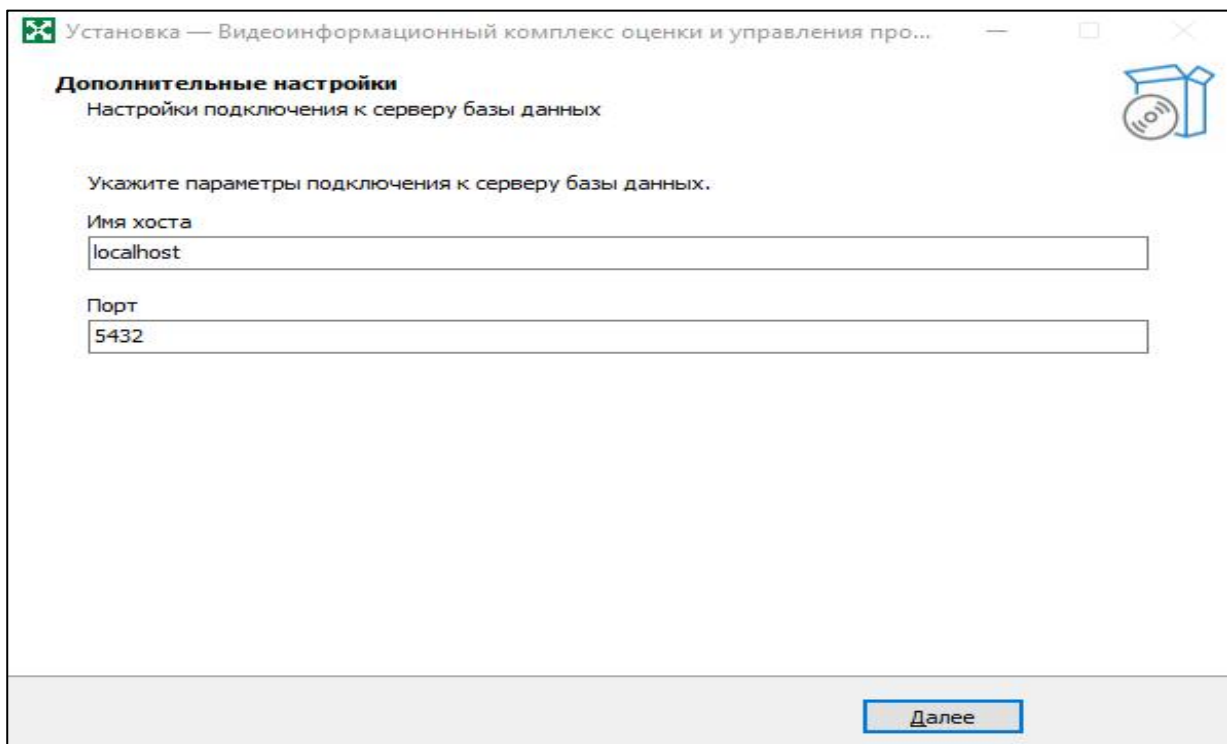 Установка — Видеоинформационный комплекс оценки и управления про...
Дополнительные настройки
Настройки подключения к серверу базы данных
Укажите параметры подключения к серверу базы данных.
Имя хоста
localhost
Порт
5432
Далее